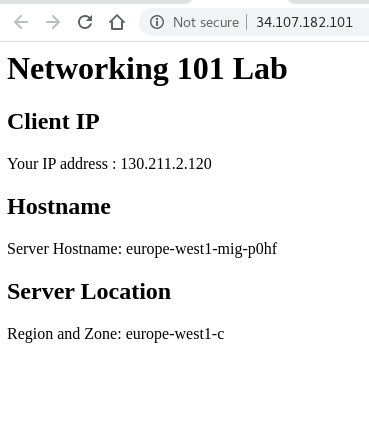 Not secure 34.107.182.101
Networking 101 Lab
Client IP
Your IP address : 130.211.2.120
Hostname
Server Hostname: europe-west1-mig-p0hf
Server Location
Region and Zone: europe-west1-c